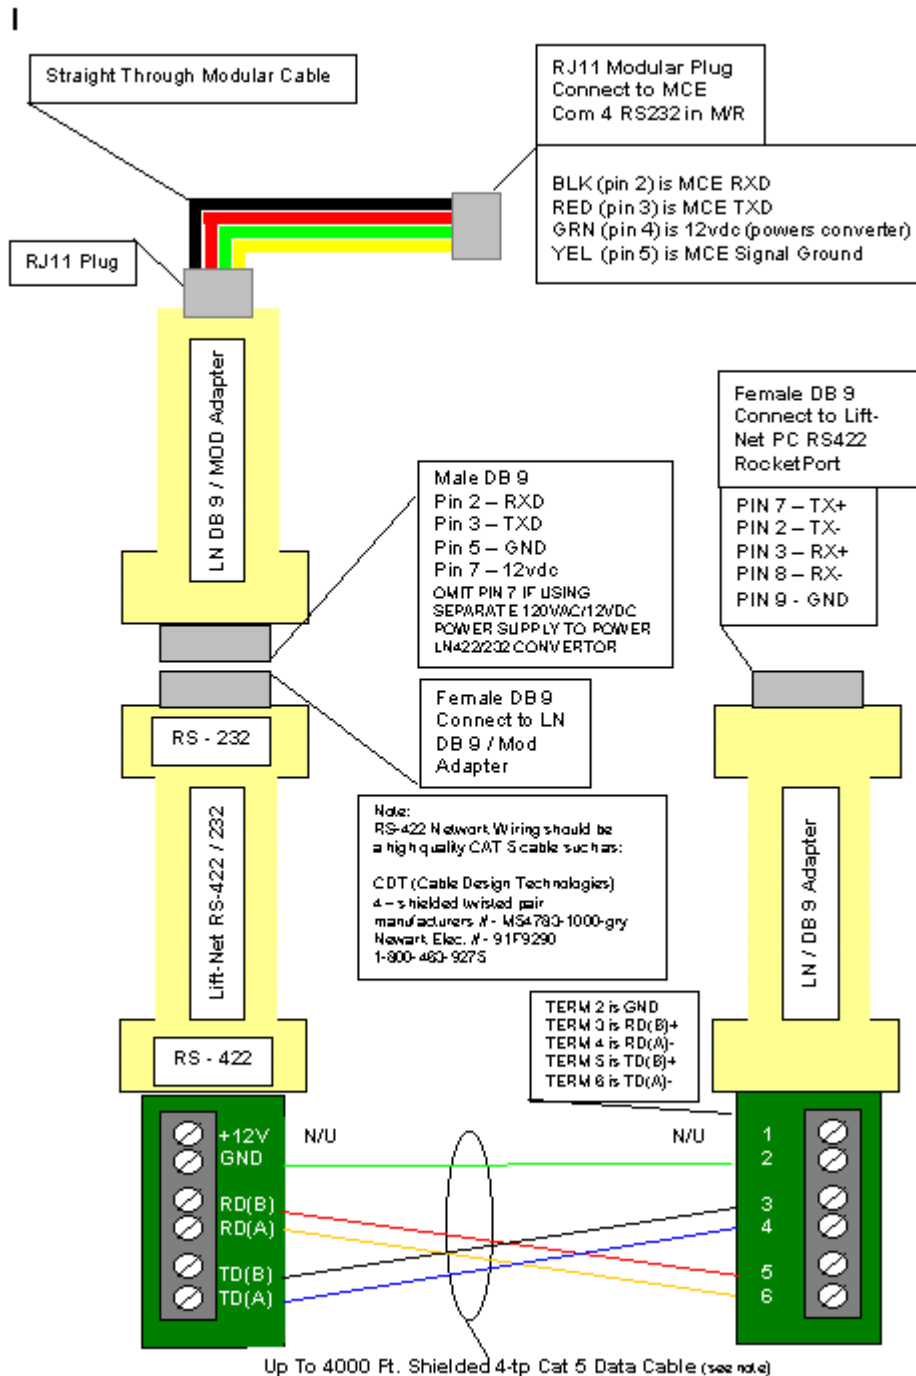 I
Straight Through Modular Cable
RJ11 Modular Plug
Connect to MCE
Com 4 RS232 in M/R
BLK (pin 2) is MCE RXD
RED (pin 3) is MCE TXD
GRN (pin 4) is 12vdc (powers converter)
YEL (pin 5) is MCE Signal Ground
RJ11 Plug
LN DB 9 / MOD Adapter
Female DB 9
Connect to Lift-
Net PC RS422
RocketPort
PIN 7 – TX+
PIN 2 – TX-
PIN 3 – RX+
PIN 8 – RX-
PIN 9 - GND
Male DB 9
Pin 2 – RXD
Pin 3 – TXD
Pin 5 – GND
Pin 7 – 12vdc
OMIT PIN 7 IF USING
SEPARATE 120VAC/12VDC
POWER SUPPLY TO POWER
LN422/232 CONVERTOR
Female DB 9
Connect to LN
DB 9 / Mod
Adapter
RS - 232
Lift-Net RS-422 / 232
Note:
RS-422 Network Wiring should be
a high quality CAT 5 cable such as:
CDT (Cable Design Technologies)
4 – shielded twisted pair
manufacturers # - MS4783-1000-gry
Newark Elec. # - 91F9290
1-800-463-9275
LN / DB 9 Adapter
TERM 2 is GND
TERM 3 is RD(B)+
TERM 4 is RD(A)-
TERM 5 is TD(B)+
TERM 6 is TD(A)-
RS - 422
+12V N/U N/U 1
GND 2
RD(B) 3
RD(A) 4
TD(B) 5
TD(A) 6
Up To 4000 Ft. Shielded 4-tp Cat 5 Data Cable (see note)